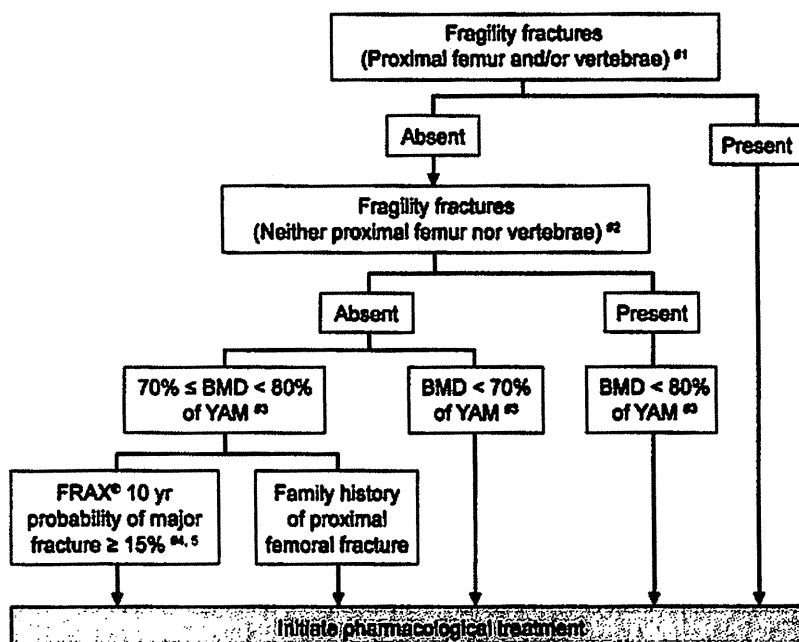 Fragility fractures
(Proximal femur and/or vertebrae) #1
Absent
Present
Fragility fractures
(Neither proximal femur nor vertebrae) #2
Absent
Present
70% ≤ BMD < 80%
of YAM #3
BMD < 70%
of YAM #3
BMD < 80%
of YAM #3
FRAX© 10 yr
probability of major
fracture ≥ 15% #4, 5
Family history
of proximal
femoral fracture
Initiate pharmacological treatment